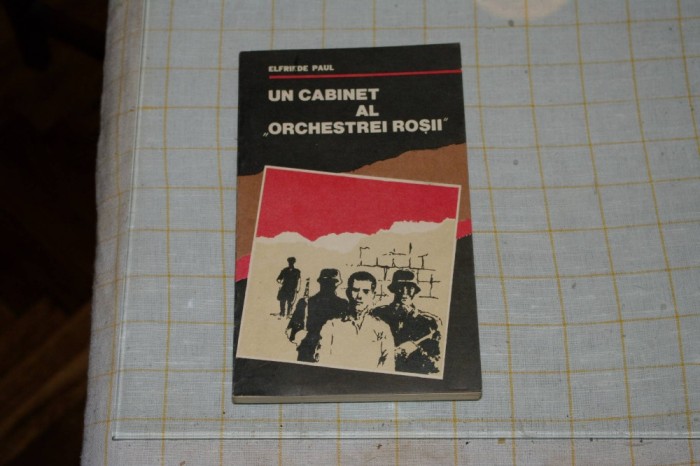 ELFRIEDE PAUL
UN CABINET
AL
„ORCHESTREI ROȘII"